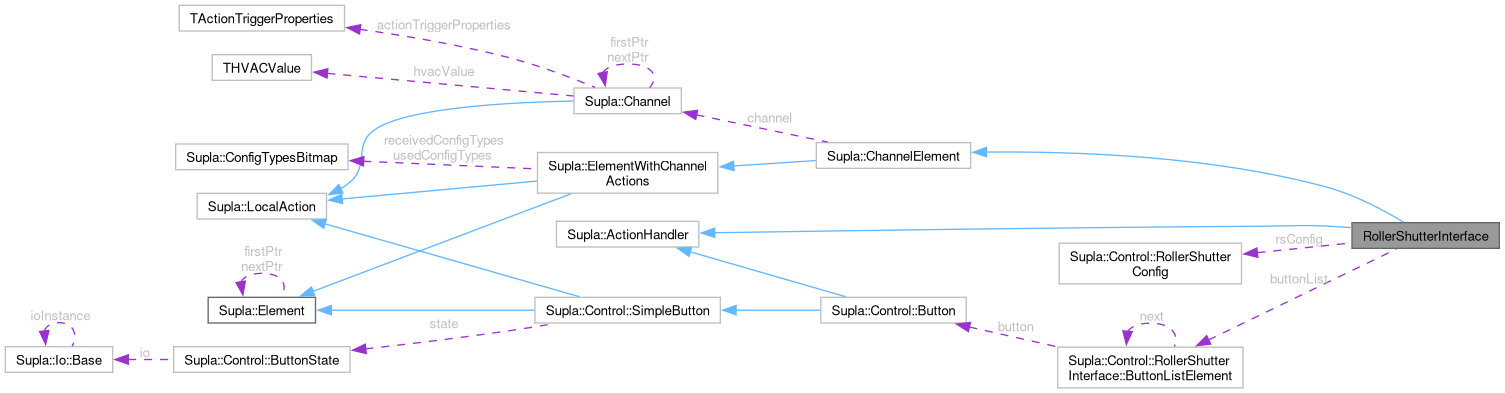 TActionTriggerProperties
actionTriggerProperties
firstPtr
nextPtr
THVACValue
hvacValue
Supla::Channel
channel
receivedConfigTypes
usedConfigTypes
Supla::ConfigTypesBitmap
Supla::ElementWithChannel
Actions
Supla::ChannelElement
Supla::LocalAction
Supla::ActionHandler
RollerShutterInterface
rsConfig
Supla::Control::RollerShutter
Config
firstPtr
nextPtr
buttonList
Supla::Element
Supla::Control::SimpleButton
Supla::Control::Button
ioInstance
state
button
next
Supla::Io::Base
io
Supla::Control::ButtonState
Supla::Control::RollerShutter
Interface::ButtonListElement